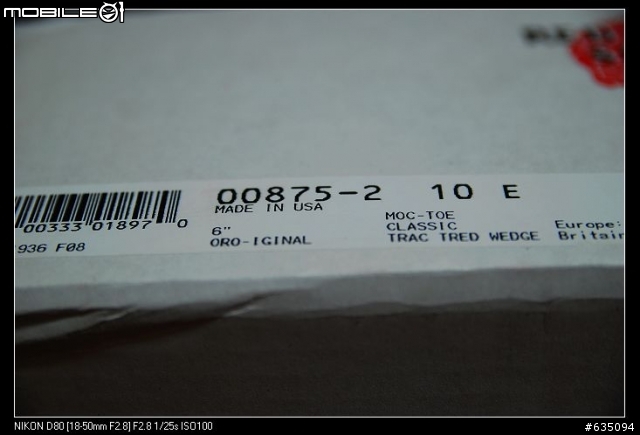 MOBILE01
00875-2 10 E
MADE IN USA
00333 01897 0
936 F08
6"
ORO-IGINAL
MOC-TOE
CLASSIC
TRAC TRED WEDGE
Europe:
Britain
NIKON D80 [18-50mm F2.8] F2.8 1/25s ISO100
#635094